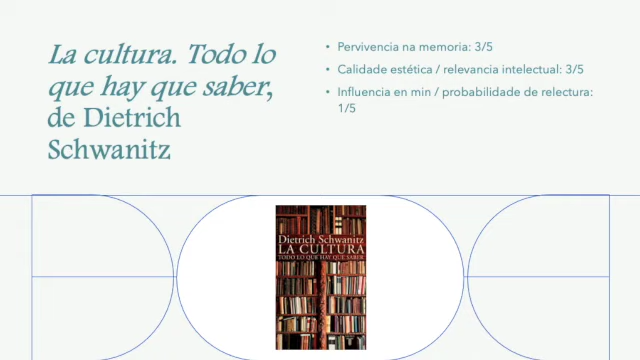 La cultura. Todo lo
que hay que saber,
de Dietrich
Schwanitz
• Pervivencia na memoria: 3/5
• Calidade estética / relevancia intelectual: 3/5
• Influencia en min / probabilidade de relectura:
1/5
Dietrich Schwanitz
LA CULTURA
TODO LO QUE HAY QUE SABER